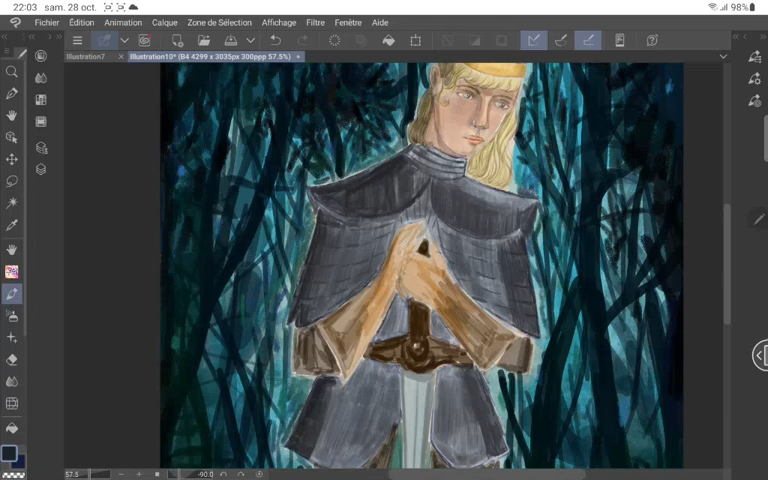 22:03 sam. 28 oct. 98%
Fichier Édition Animation Calque Zone de Sélection Affichage Filtre Fenêtre Aide
Illustration7 Illustration10* (B4 4299 x 3035px 300ppp 57.5%)
57.5 -90.0